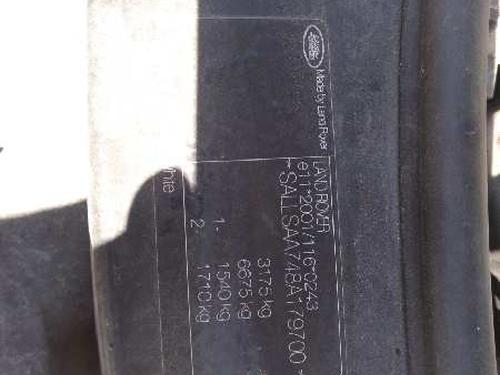 Made by Land Rover
LAND ROVER
e11*2001/116*0243
*SALLSAA748A179700*
3175 kg
6675 kg
1- 1540 kg
2 1710 kg